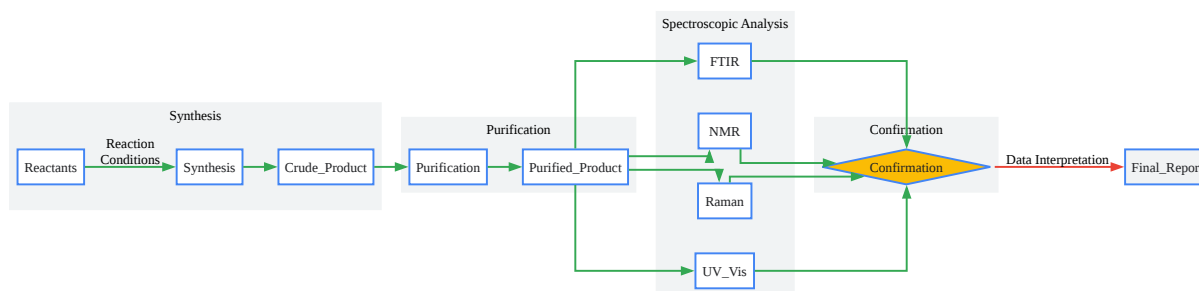 Spectroscopic Analysis
FTIR
Synthesis
Purification
NMR
Confirmation
Reaction
Conditions
Reactants
Synthesis
Crude_Product
Purification
Purified_Product
Confirmation
Data Interpretation
Final_Report
Raman
UV_Vis